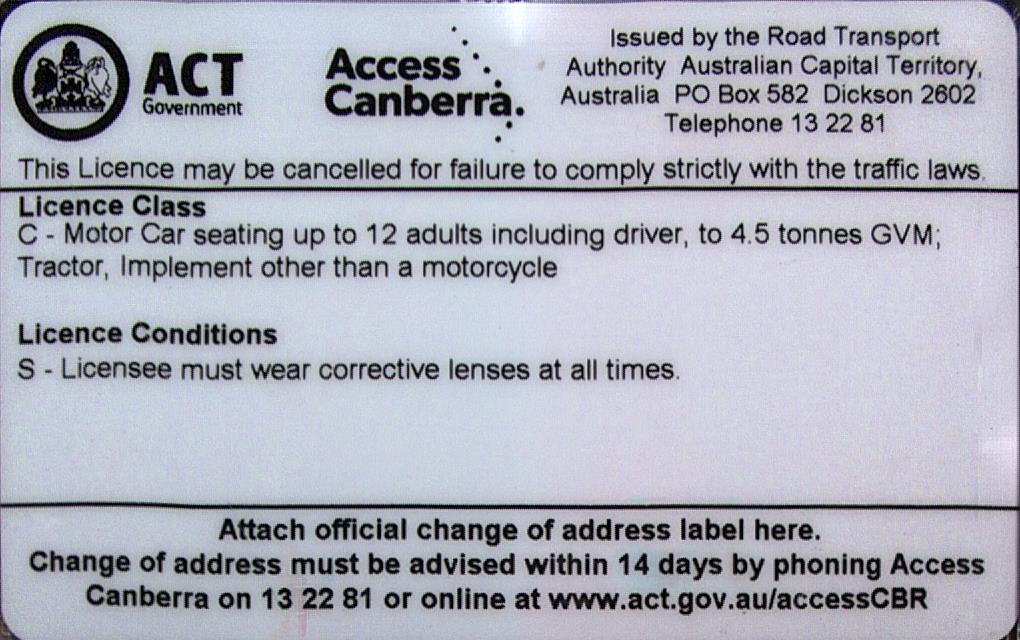 ACT
Government
Access
Canberra.
Issued by the Road Transport
Authority Australian Capital Territory,
Australia PO Box 582 Dickson 2602
Telephone 13 22 81
This Licence may be cancelled for failure to comply strictly with the traffic laws.
Licence Class
C - Motor Car seating up to 12 adults including driver, to 4.5 tonnes GVM;
Tractor, Implement other than a motorcycle
Licence Conditions
S - Licensee must wear corrective lenses at all times.
Attach official change of address label here.
Change of address must be advised within 14 days by phoning Access
Canberra on 13 22 81 or online at www.act.gov.au/accessCBR